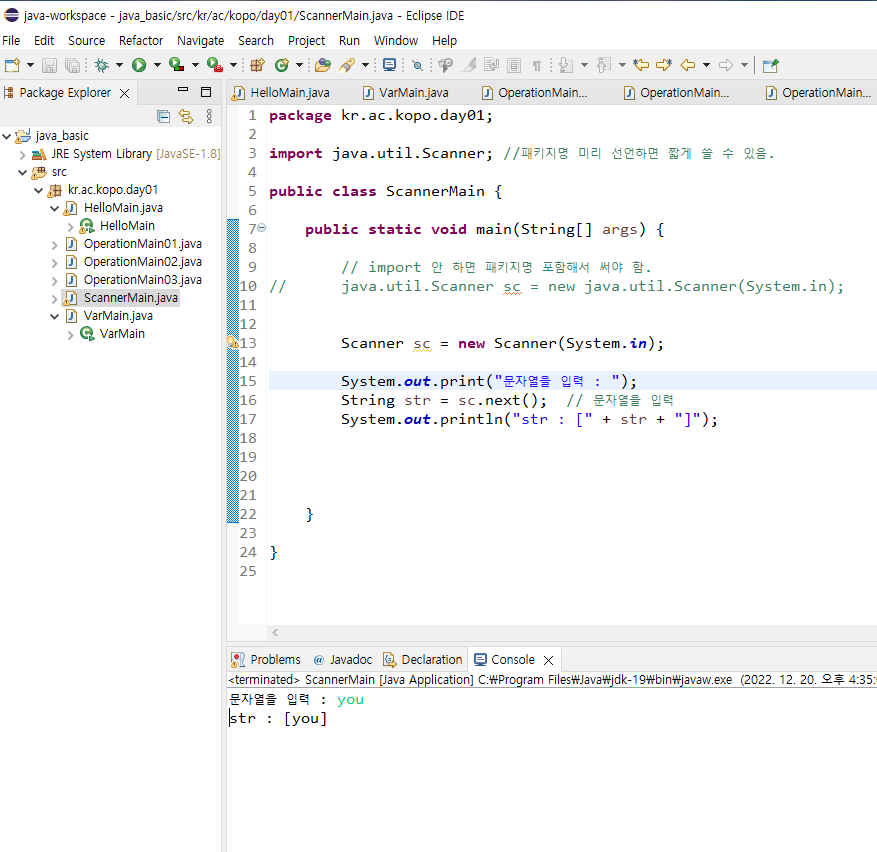 java-workspace - java_basic/src/kr/ac/kopo/day01/ScannerMain.java - Eclipse IDE
File Edit Source Refactor Navigate Search Project Run Window Help
Package Explorer
java_basic
JRE System Library [JavaSE-1.8]
src
kr.ac.kopo.day01
HelloMain.java
HelloMain
OperationMain01.java
OperationMain02.java
OperationMain03.java
ScannerMain.java
VarMain.java
VarMain
HelloMain.java VarMain.java OperationMain... OperationMain... OperationMain...
1 package kr.ac.kopo.day01;
2
3 import java.util.Scanner; //패키지명 미리 선언하면 짧게 쓸 수 있음.
4
5 public class ScannerMain {
6
7 public static void main(String[] args) {
8
9 // import 안 하면 패키지명 포함해서 써야 함.
10 // java.util.Scanner sc = new java.util.Scanner(System.in);
11
12
13 Scanner sc = new Scanner(System.in);
14
15 System.out.print("문자열을 입력 : ");
16 String str = sc.next(); // 문자열을 입력
17 System.out.println("str : [" + str + "]");
18
19
20
21
22 }
23
24 }
25
Problems @ Javadoc Declaration Console
<terminated> ScannerMain [Java Application] C:₩Program Files₩Java₩jdk-19₩bin₩javaw.exe (2022. 12. 20. 오후 4:35:
문자열을 입력 : you
str : [you]